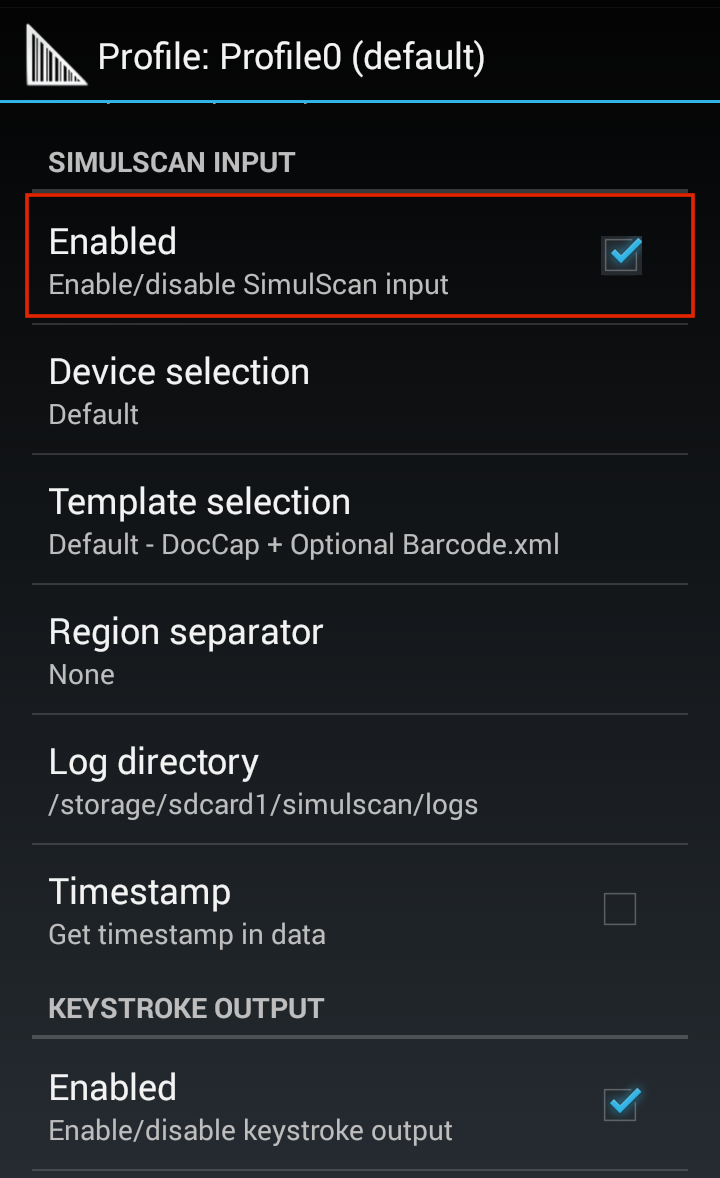 Profile: Profile0 (default)
SIMULSCAN INPUT
Enabled
Enable/disable SimulScan input
Device selection
Default
Template selection
Default - DocCap + Optional Barcode.xml
Region separator
None
Log directory
/storage/sdcard1/simulscan/logs
Timestamp
Get timestamp in data
KEYSTROKE OUTPUT
Enabled
Enable/disable keystroke output